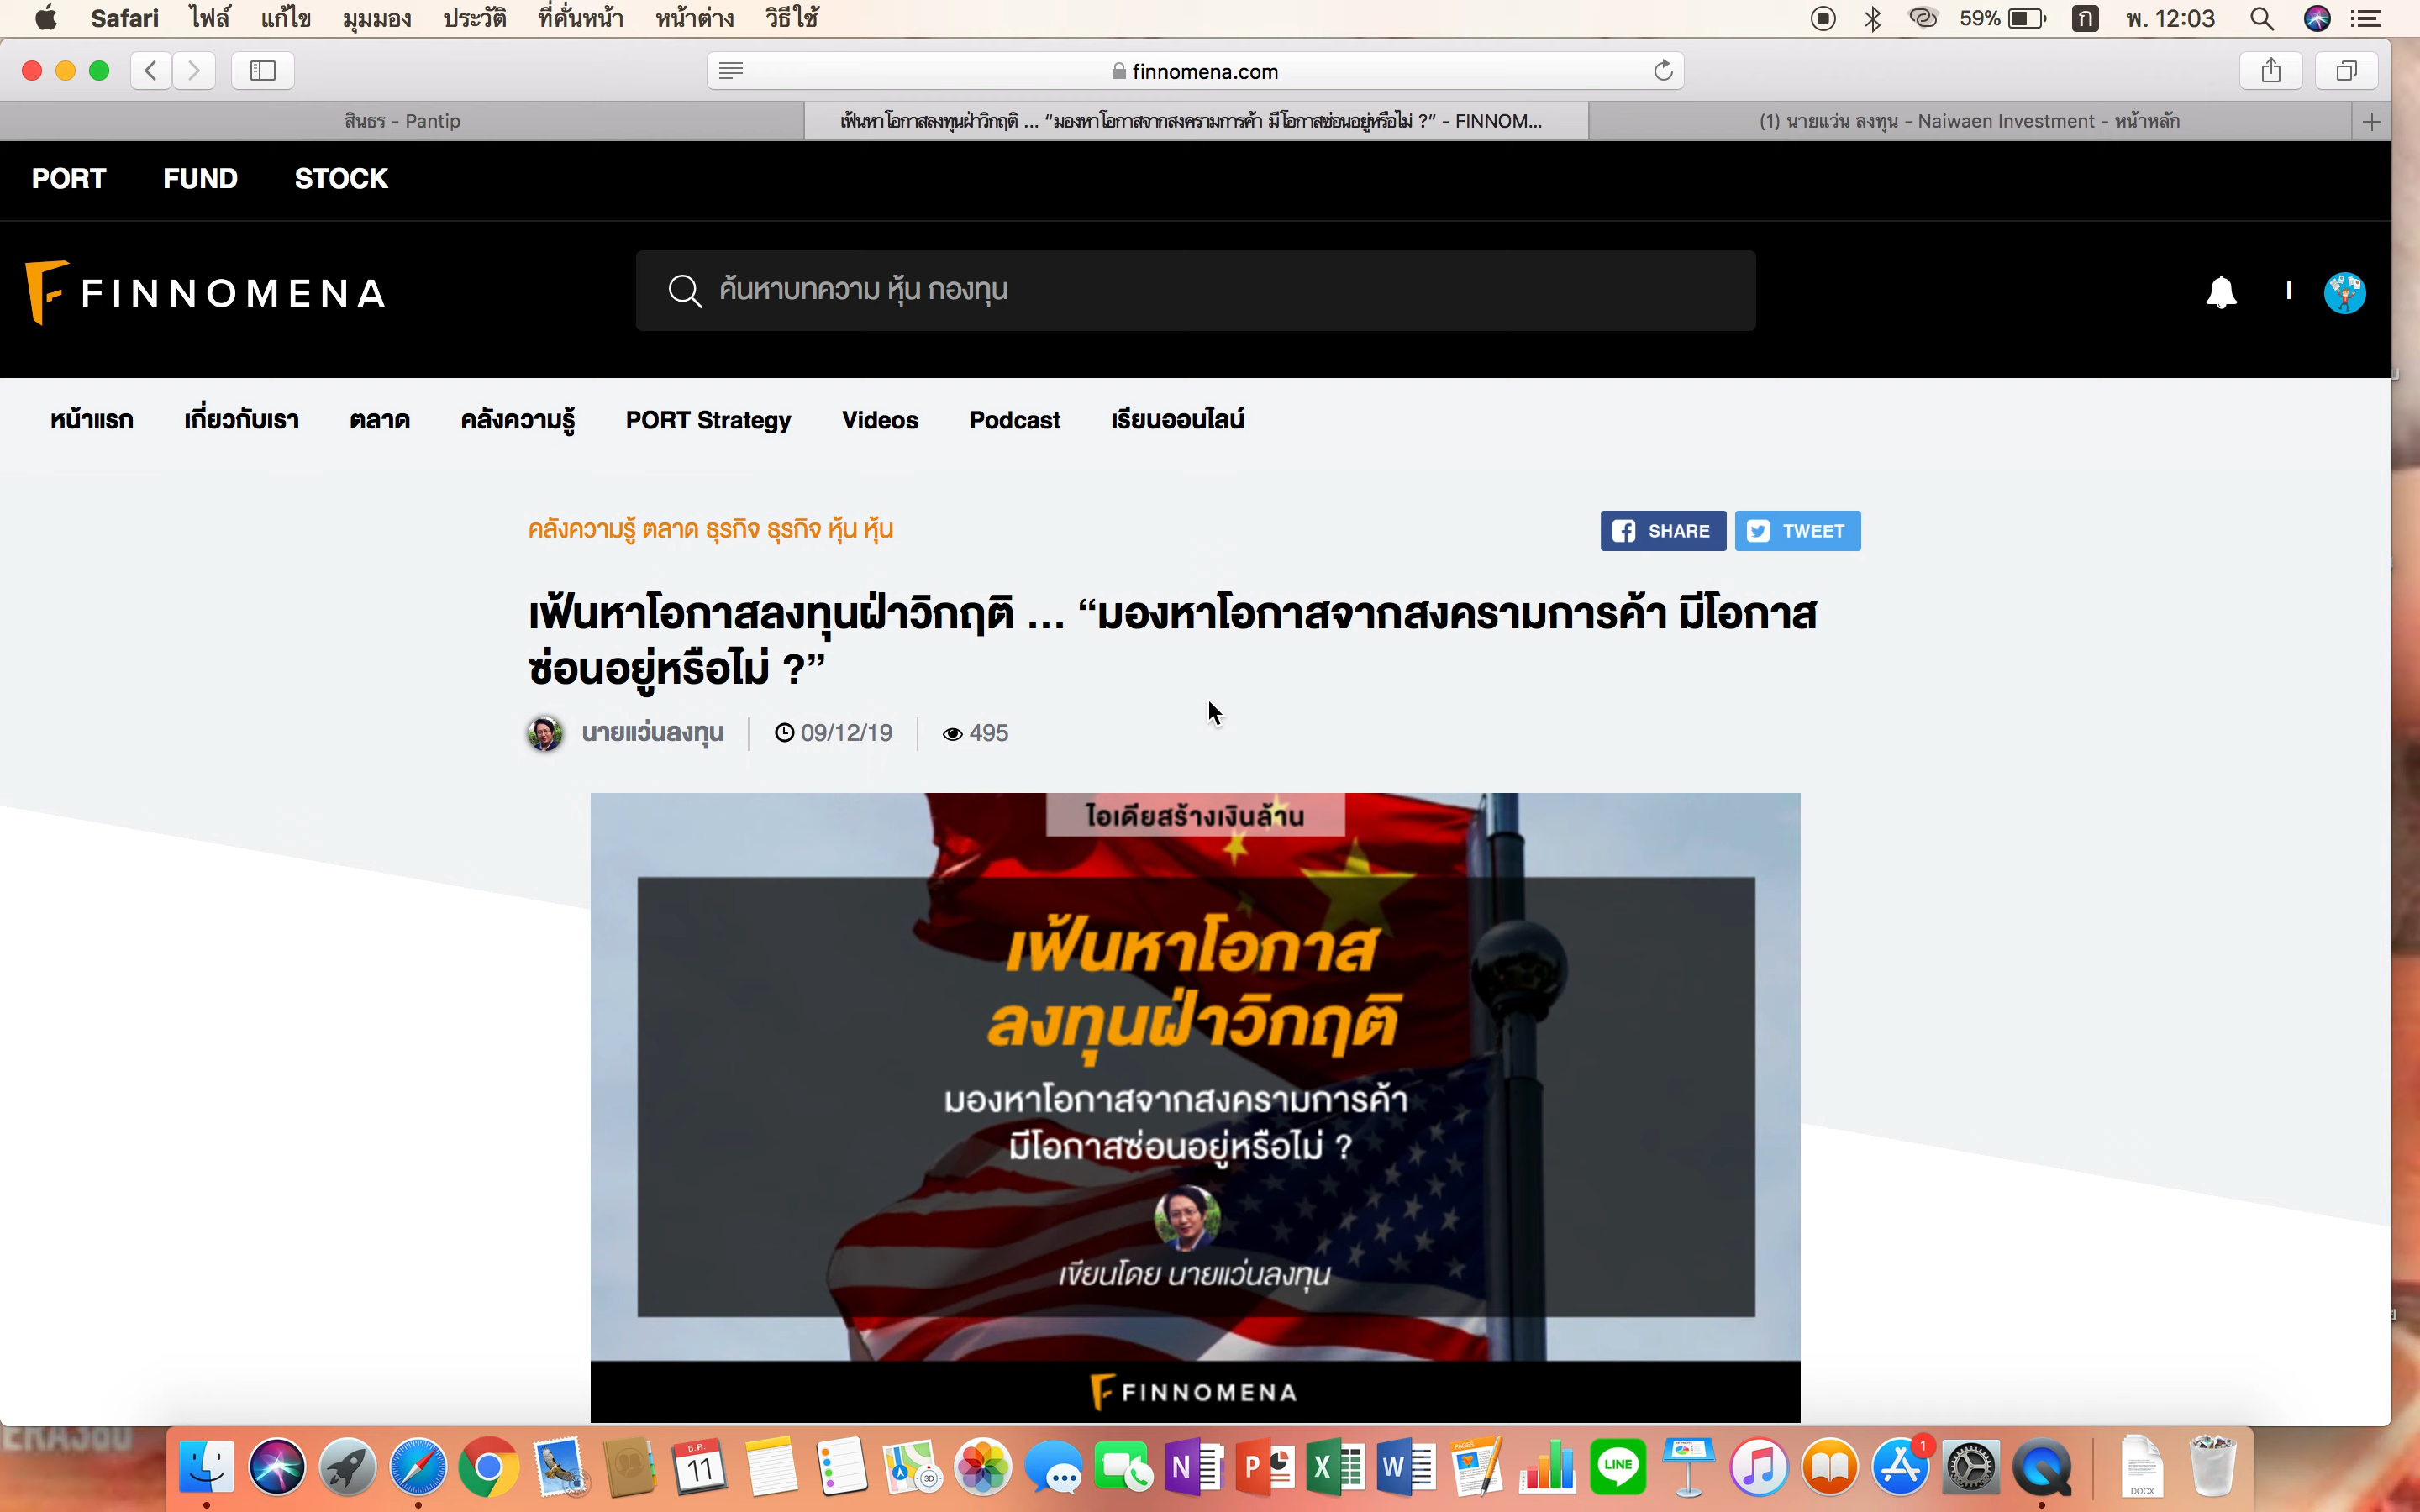 Safari ไฟล์ แก้ไข มุมมอง ประวัติ ที่คั่นหน้า หน้าต่าง วิธีใช้
59% ก พ. 12:03
finnomena.com
สินธร - Pantip
เฟ้นหาโอกาสลงทุนฝ่าวิกฤติ ... “มองหาโอกาสจากสงครามการค้า มีโอกาสซ่อนอยู่หรือไม่ ?” - FINNOM...
(1) นายแว่น ลงทุน - Naiwaen Investment - หน้าหลัก
PORT FUND STOCK
FINNOMENA
ค้นหาบทความ หุ้น กองทุน
หน้าแรก เกี่ยวกับเรา ตลาด คลังความรู้ PORT Strategy Videos Podcast เรียนออนไลน์
คลังความรู้ ตลาด ธุรกิจ ธุรกิจ หุ้น หุ้น
SHARE TWEET
เฟ้นหาโอกาสลงทุนฝ่าวิกฤติ ... “มองหาโอกาสจากสงครามการค้า มีโอกาส
ซ่อนอยู่หรือไม่ ?”
นายแว่นลงทุน 09/12/19 495
ไอเดียสร้างเงินล้าน
เฟ้นหาโอกาส
ลงทุนฝ่าวิกฤติ
มองหาโอกาสจากสงครามการค้า
มีโอกาสซ่อนอยู่หรือไม่ ?
เขียนโดย นายแว่นลงทุน
FINNOMENA
ธ.ค.
11
3D
N
P
X
W
PAGES
LINE
1
DOCX